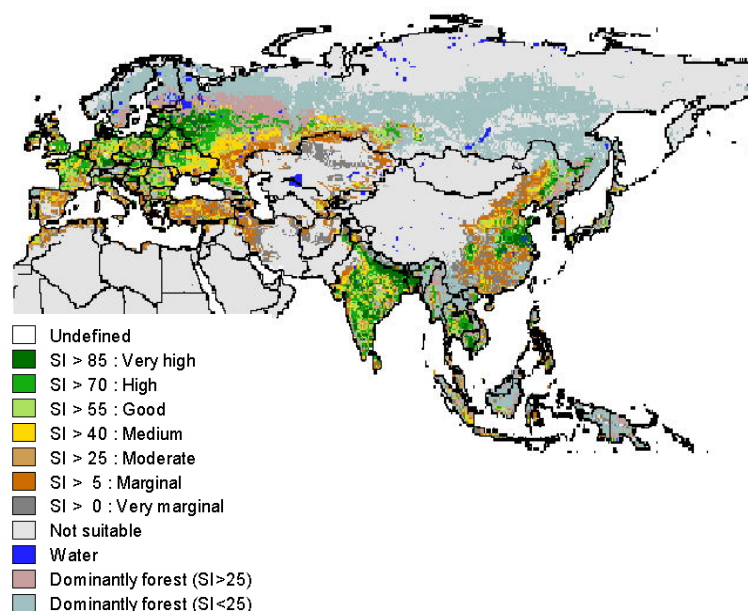 Undefined
SI > 85 : Very high
SI > 70 : High
SI > 55 : Good
SI > 40 : Medium
SI > 25 : Moderate
SI > 5 : Marginal
SI > 0 : Very marginal
Not suitable
Water
Dominantly forest (SI>25)
Dominantly forest (SI<25)